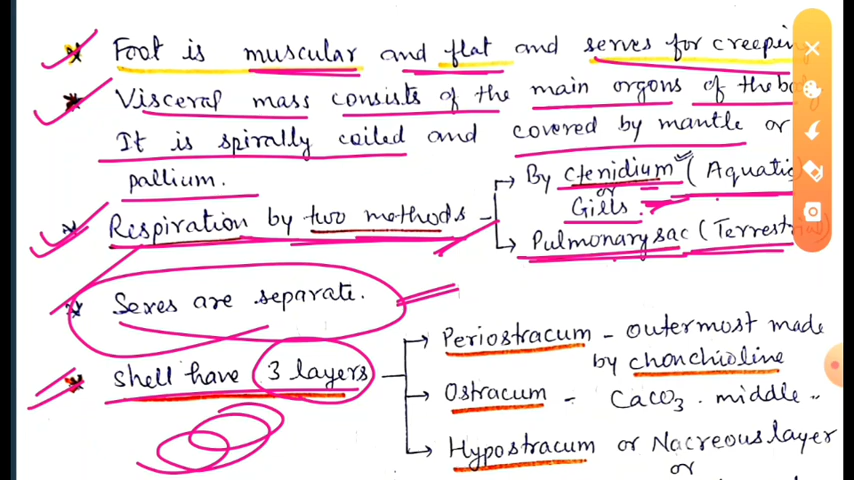 Foot is muscular and flat and serves for creepin
Visceral mass consists of the main orgons of the bo
It is spirally coiled and covered by mantle or
pallium.
Respiration by two methods
By ctenidium (Aquatic
or
Gills.
Pulmonary sac (Terrestri
Sexes are separate.
Shell have 3 layers
Periostracum - outermost made
by chonchioline
Ostracum - CaCO3. middle
Hypostracum or Nacreous layer
or